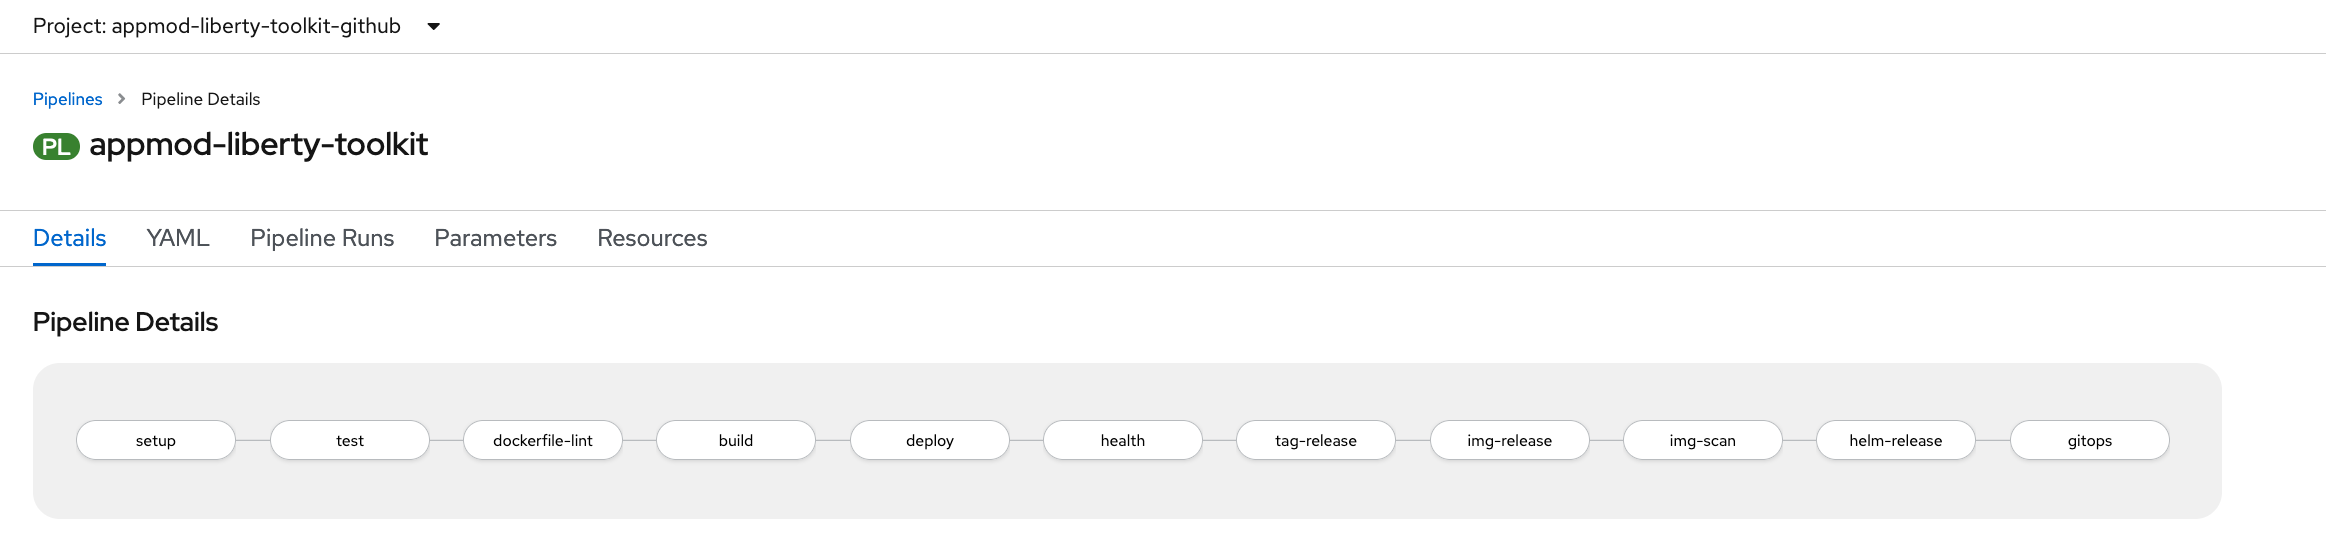 Project: appmod-liberty-toolkit-github
Pipelines Pipeline Details
PL appmod-liberty-toolkit
Details YAML Pipeline Runs Parameters Resources
Pipeline Details
setup test dockerfile-lint build deploy health tag-release img-release img-scan helm-release gitops